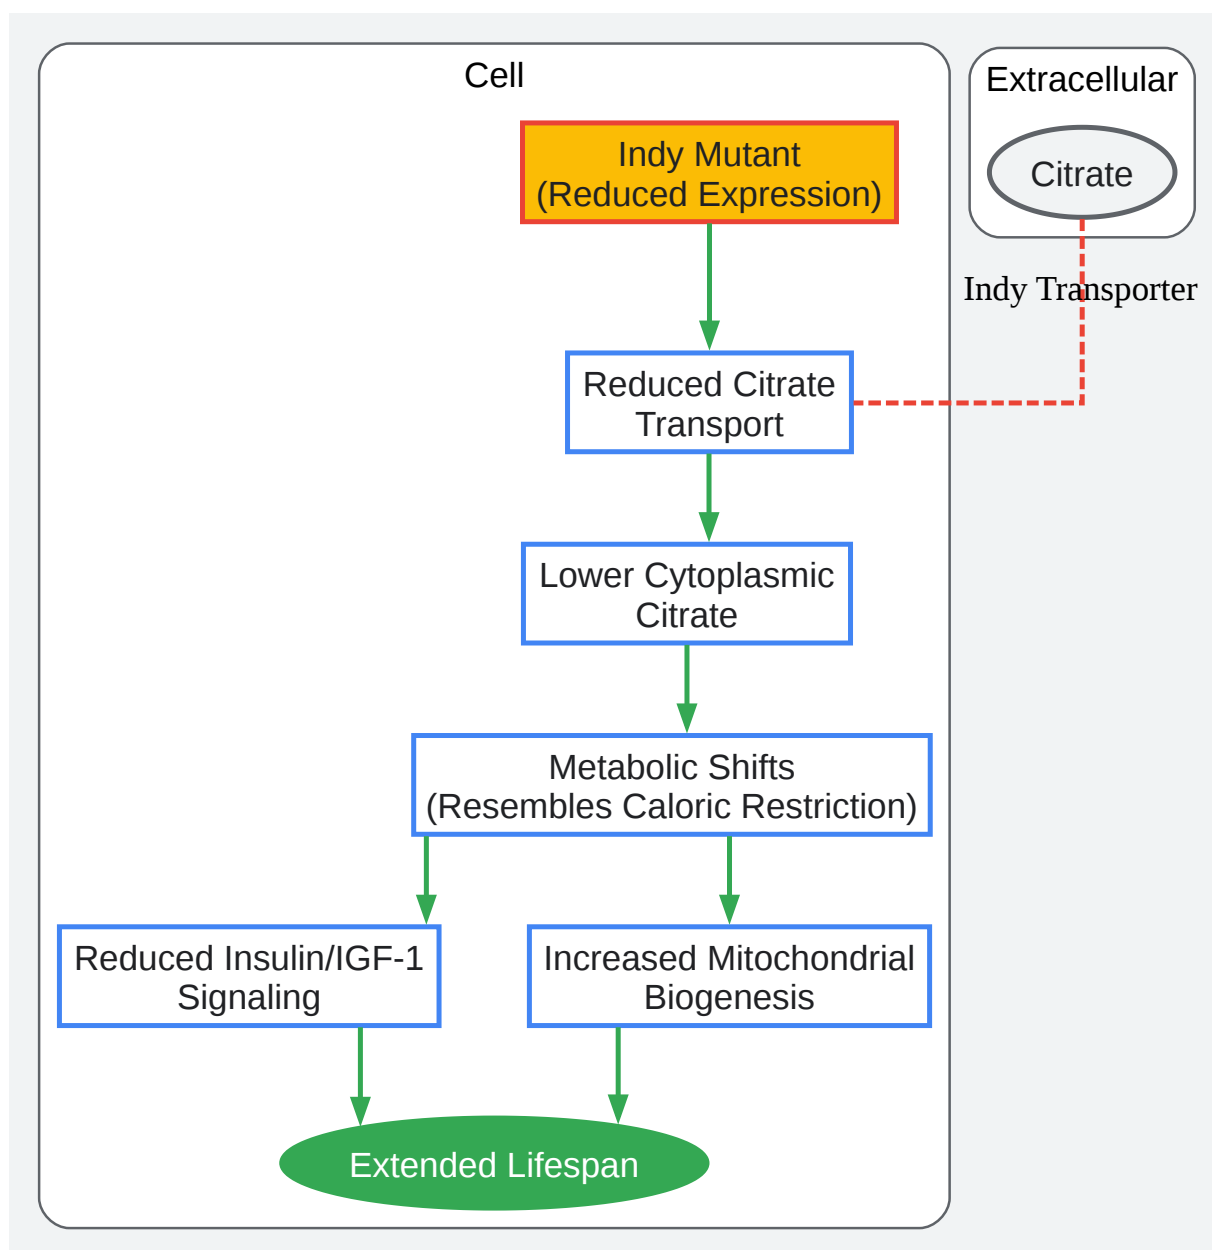 Cell
Extracellular
Indy Mutant
(Reduced Expression)
Citrate
Indy Transporter
Reduced Citrate
Transport
Lower Cytoplasmic
Citrate
Metabolic Shifts
(Resembles Caloric Restriction)
Reduced Insulin/IGF-1
Signaling
Increased Mitochondrial
Biogenesis
Extended Lifespan